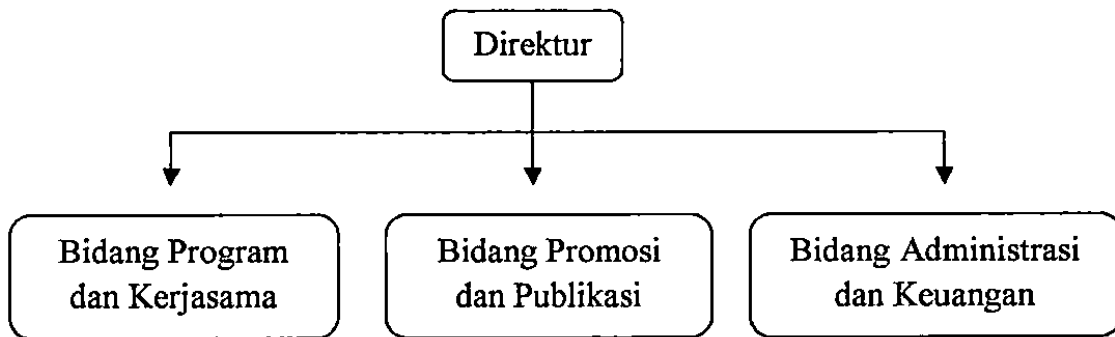 Direktur
Bidang Program
dan Kerjasama
Bidang Promosi
dan Publikasi
Bidang Administrasi
dan Keuangan